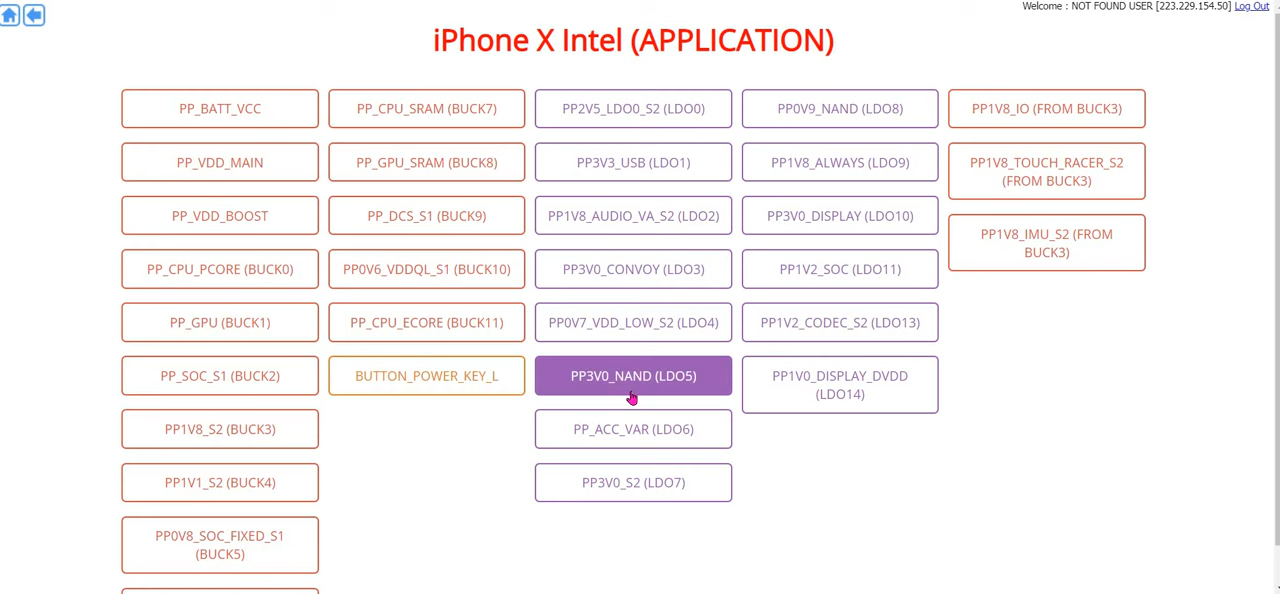 Welcome : NOT FOUND USER [223.229.154.50] Log Out
iPhone X Intel (APPLICATION)
PP_BATT_VCC
PP_VDD_MAIN
PP_VDD_BOOST
PP_CPU_PCORE (BUCK0)
PP_GPU (BUCK1)
PP_SOC_S1 (BUCK2)
PP1V8_S2 (BUCK3)
PP1V1_S2 (BUCK4)
PP0V8_SOC_FIXED_S1
(BUCK5)
PP_CPU_SRAM (BUCK7)
PP_GPU_SRAM (BUCK8)
PP_DCS_S1 (BUCK9)
PP0V6_VDDQL_S1 (BUCK10)
PP_CPU_ECORE (BUCK11)
BUTTON_POWER_KEY_L
PP2V5_LDO0_S2 (LDO0)
PP3V3_USB (LDO1)
PP1V8_AUDIO_VA_S2 (LDO2)
PP3V0_CONVOY (LDO3)
PP0V7_VDD_LOW_S2 (LDO4)
PP3V0_NAND (LDO5)
PP_ACC_VAR (LDO6)
PP3V0_S2 (LDO7)
PP0V9_NAND (LDO8)
PP1V8_ALWAYS (LDO9)
PP3V0_DISPLAY (LDO10)
PP1V2_SOC (LDO11)
PP1V2_CODEC_S2 (LDO13)
PP1V0_DISPLAY_DVDD
(LDO14)
PP1V8_IO (FROM BUCK3)
PP1V8_TOUCH_RACER_S2
(FROM BUCK3)
PP1V8_IMU_S2 (FROM
BUCK3)